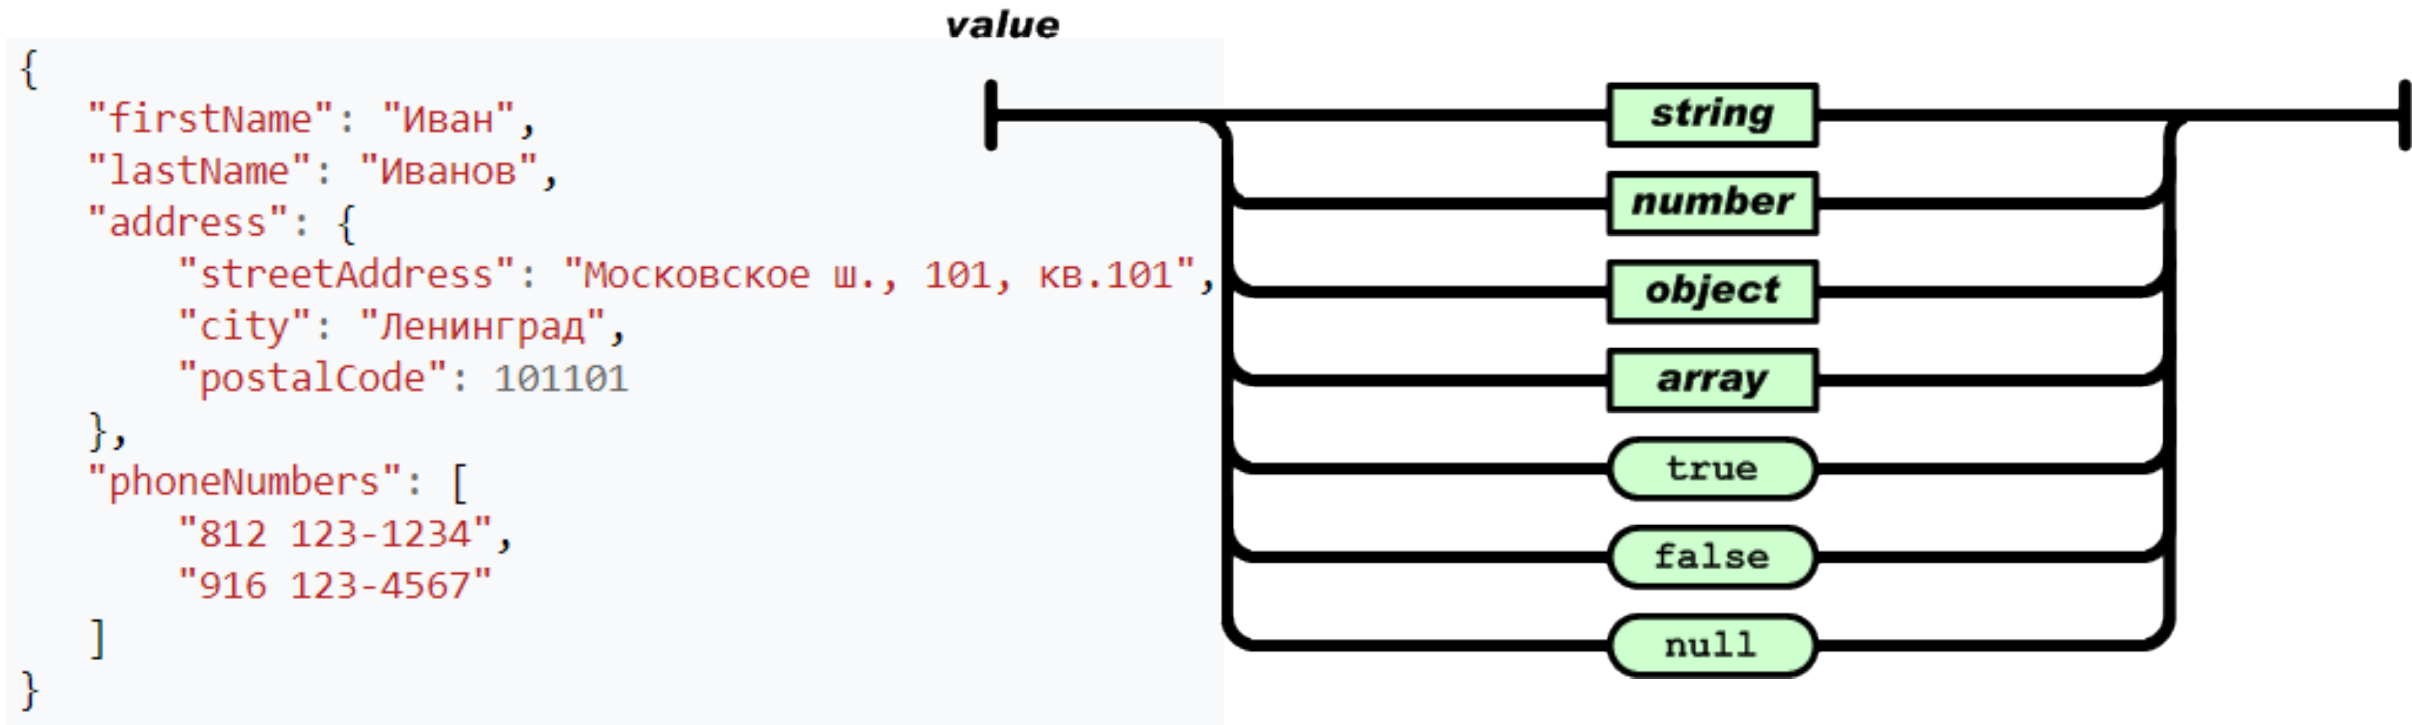 {
    "firstName": "Иван",
    "lastName": "Иванов",
    "address": {
        "streetAddress": "Московское ш., 101, кв.101",
        "city": "Ленинград",
        "postalCode": 101101
    },
    "phoneNumbers": [
        "812 123-1234",
        "916 123-4567"
    ]
}
value
string
number
object
array
true
false
null